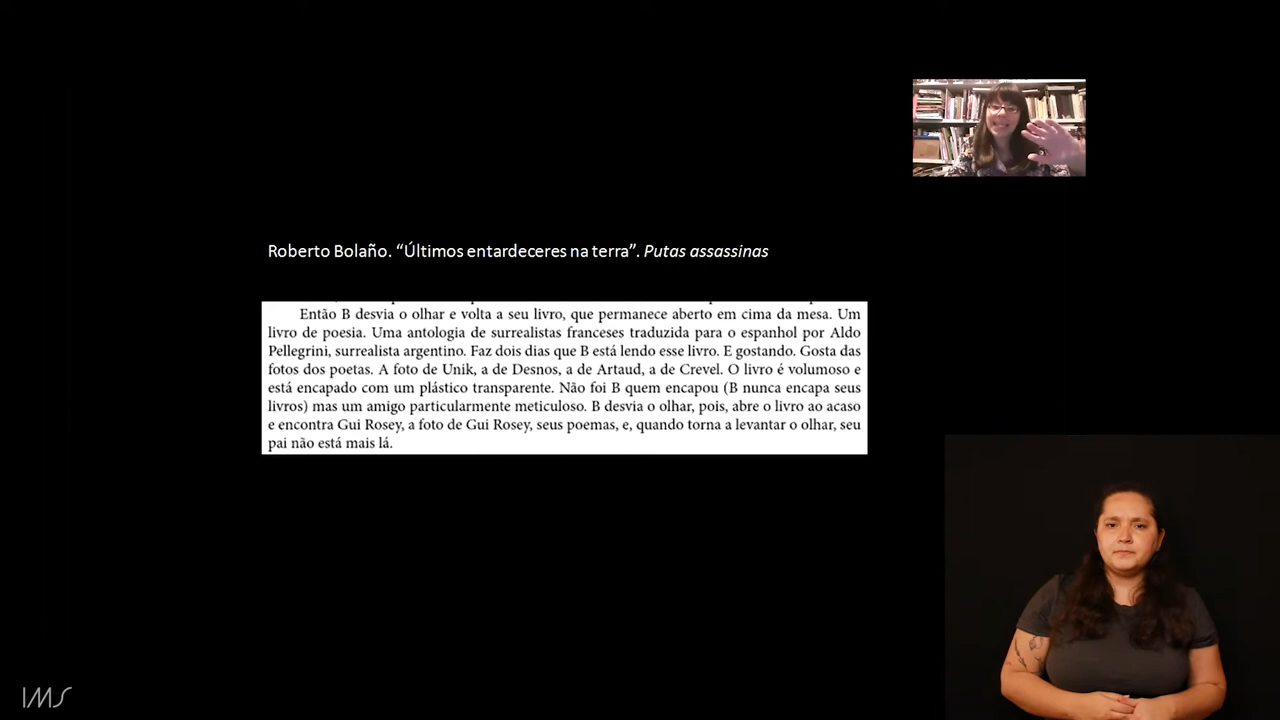 Roberto Bolaño. “Últimos entardeceres na terra”. Putas assassinas
Então B desvia o olhar e volta a seu livro, que permanece aberto em cima da mesa. Um
livro de poesia. Uma antologia de surrealistas franceses traduzida para o espanhol por Aldo
Pellegrini, surrealista argentino. Faz dois dias que B está lendo esse livro. E gostando. Gosta das
fotos dos poetas. A foto de Unik, a de Desnos, a de Artaud, a de Crevel. O livro é volumoso e
está encapado com um plástico transparente. Não foi B quem encapou (B nunca encapa seus
livros) mas um amigo particularmente meticuloso. B desvia o olhar, pois, abre o livro ao acaso
e encontra Gui Rosey, a foto de Gui Rosey, seus poemas, e, quando torna a levantar o olhar, seu
pai não está mais lá.
IMS